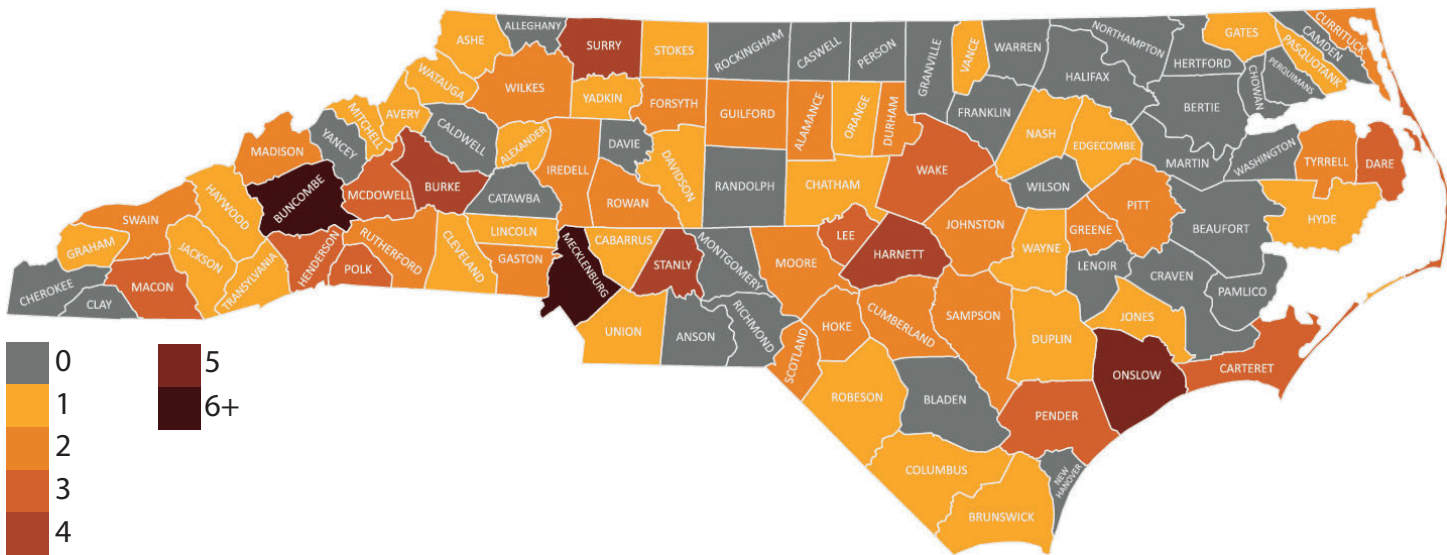 ALLEGHANY
ASHE
SURRY
STOKES
ROCKINGHAM
CASWELL
PERSON
GRANVILLE
VANCE
WARREN
NORTHAMPTON
HALIFAX
HERTFORD
GATES
CURRITUCK
CAMDEN
PASQUOTANK
PERQUIMANS
CHOWAN
BERTIE
WATAUGA
WILKES
YADKIN
FORSYTH
GUILFORD
ALAMANCE
ORANGE
DURHAM
FRANKLIN
NASH
EDGECOMBE
MARTIN
WASHINGTON
TYRRELL
DARE
MITCHELL
AVERY
CALDWELL
ALEXANDER
DAVIE
DAVIDSON
IREDELL
MADISON
YANCEY
BURKE
CATAWBA
ROWAN
RANDOLPH
CHATHAM
WAKE
WILSON
PITT
BEAUFORT
HYDE
HAYWOOD
BUNCOMBE
MCDOWELL
SWAIN
GRAHAM
JACKSON
TRANSYLVANIA
HENDERSON
POLK
RUTHERFORD
CLEVELAND
LINCOLN
GASTON
MECKLENBURG
CABARRUS
STANLY
MONTGOMERY
MOORE
LEE
HARNETT
JOHNSTON
WAYNE
GREENE
LENOIR
CRAVEN
PAMLICO
CHEROKEE
CLAY
MACON
UNION
ANSON
RICHMOND
SCOTLAND
HOKE
CUMBERLAND
SAMPSON
DUPLIN
JONES
ONSLOW
CARTERET
ROBESON
BLADEN
PENDER
COLUMBUS
BRUNSWICK
NEW
HANOVER
0
1
2
3
4
5
6+